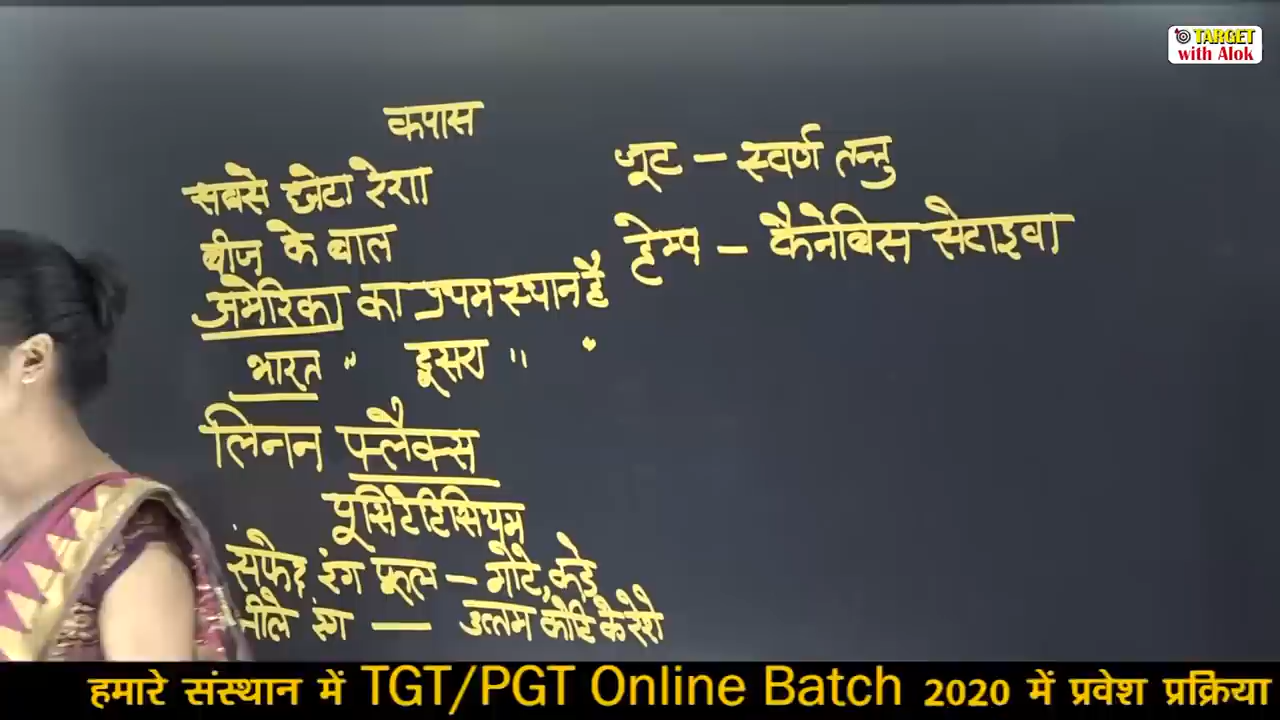 TARGET
with Alok
कपास
सबसे छोटा रेशा
बीज के बाल
अमेरिका का प्रथम स्थान है
भारत " दूसरा " "
लिनन फ्लैक्स
सफेद रंग फूल – मोटे, कड़े
नीले रंग — उत्तम कोटि के रेशे
जूट – स्वर्ण तन्तु
हेम्प – कैनेबिस सेटाइवा
हमारे संस्थान में TGT/PGT Online Batch 2020 में प्रवेश प्रक्रिया